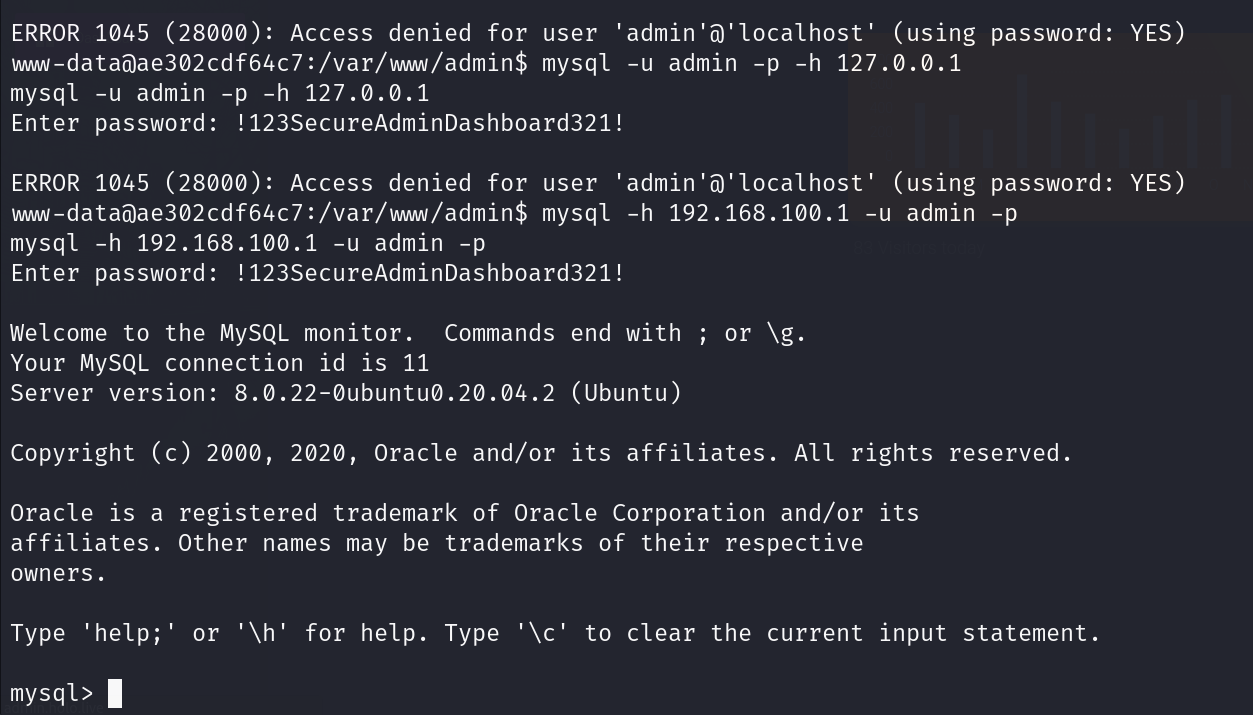 ERROR 1045 (28000): Access denied for user 'admin'@'localhost' (using password: YES)
www-data@ae302cdf64c7:/var/www/admin$ mysql -u admin -p -h 127.0.0.1
mysql -u admin -p -h 127.0.0.1
Enter password: !123SecureAdminDashboard321!
ERROR 1045 (28000): Access denied for user 'admin'@'localhost' (using password: YES)
www-data@ae302cdf64c7:/var/www/admin$ mysql -h 192.168.100.1 -u admin -p
mysql -h 192.168.100.1 -u admin -p
Enter password: !123SecureAdminDashboard321!
Welcome to the MySQL monitor.  Commands end with ; or \g.
Your MySQL connection id is 11
Server version: 8.0.22-0ubuntu0.20.04.2 (Ubuntu)
Copyright (c) 2000, 2020, Oracle and/or its affiliates. All rights reserved.
Oracle is a registered trademark of Oracle Corporation and/or its
affiliates. Other names may be trademarks of their respective
owners.
Type 'help;' or '\h' for help. Type '\c' to clear the current input statement.
mysql>